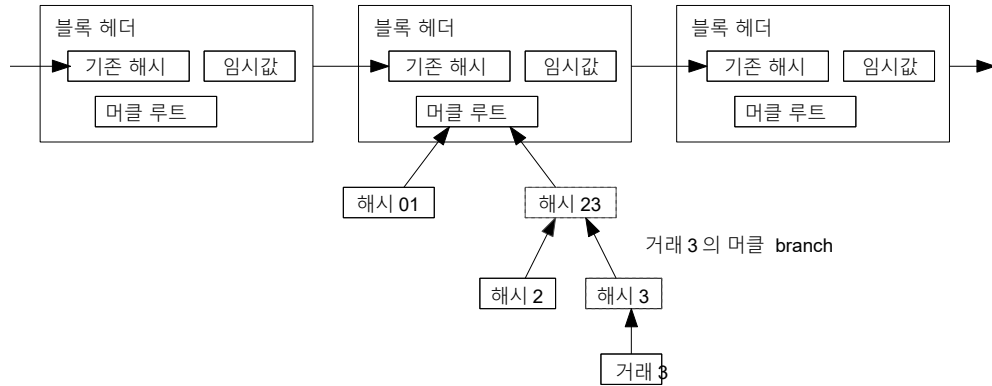 블록 헤더
기존 해시
임시값
머클 루트
블록 헤더
기존 해시
임시값
머클 루트
블록 헤더
기존 해시
임시값
머클 루트
해시 01
해시 23
거래 3 의 머클 branch
해시 2
해시 3
거래 3